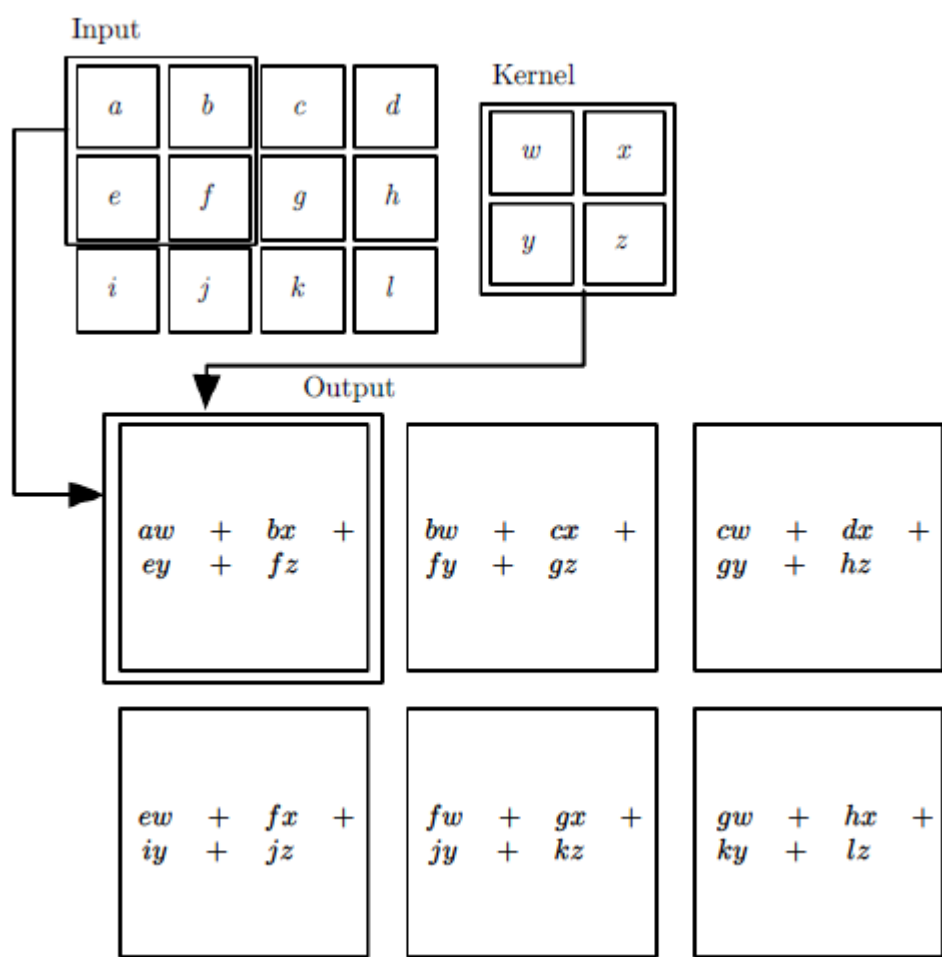 Input
Kernel
a b c d
w x
e f g h
y z
i j k l
Output
aw + bx +
ey + fz
bw + cx +
fy + gz
cw + dx +
gy + hz
ew + fx +
iy + jz
fw + gx +
jy + kz
gw + hx +
ky + lz